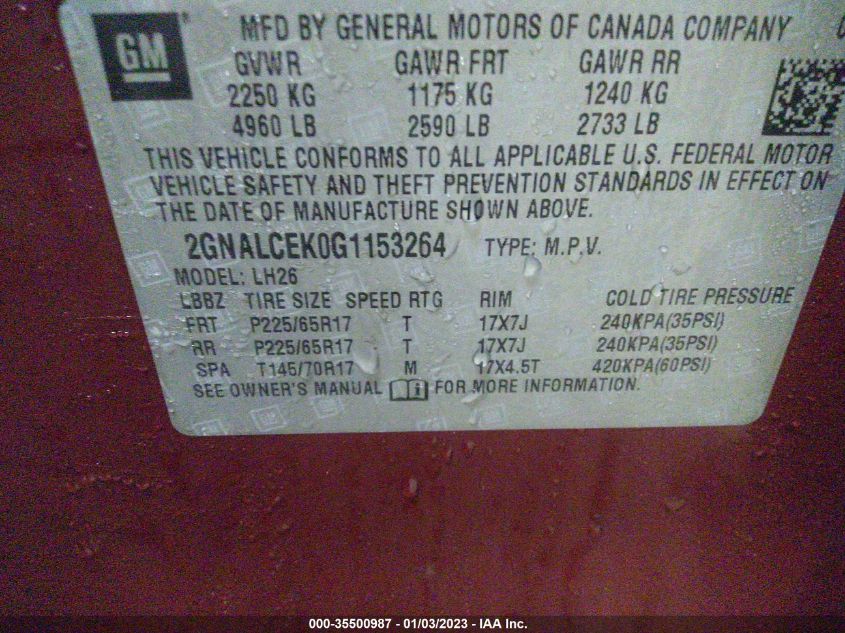 GM
MFD BY GENERAL MOTORS OF CANADA COMPANY
GVWR GAWR FRT GAWR RR
2250 KG 1175 KG 1240 KG
4960 LB 2590 LB 2733 LB
THIS VEHICLE CONFORMS TO ALL APPLICABLE U.S. FEDERAL MOTOR
VEHICLE SAFETY AND THEFT PREVENTION STANDARDS IN EFFECT ON
THE DATE OF MANUFACTURE SHOWN ABOVE.
2GNALCEK0G1153264 TYPE: M.P.V.
MODEL: LH26
LBBZ TIRE SIZE SPEED RTG RIM COLD TIRE PRESSURE
FRT P225/65R17 T 17X7J 240KPA(35PSI)
RR P225/65R17 T 17X7J 240KPA(35PSI)
SPA T145/70R17 M 17X4.5T 420KPA(60PSI)
SEE OWNER'S MANUAL FOR MORE INFORMATION.
000-35500987 - 01/03/2023 - IAA Inc.